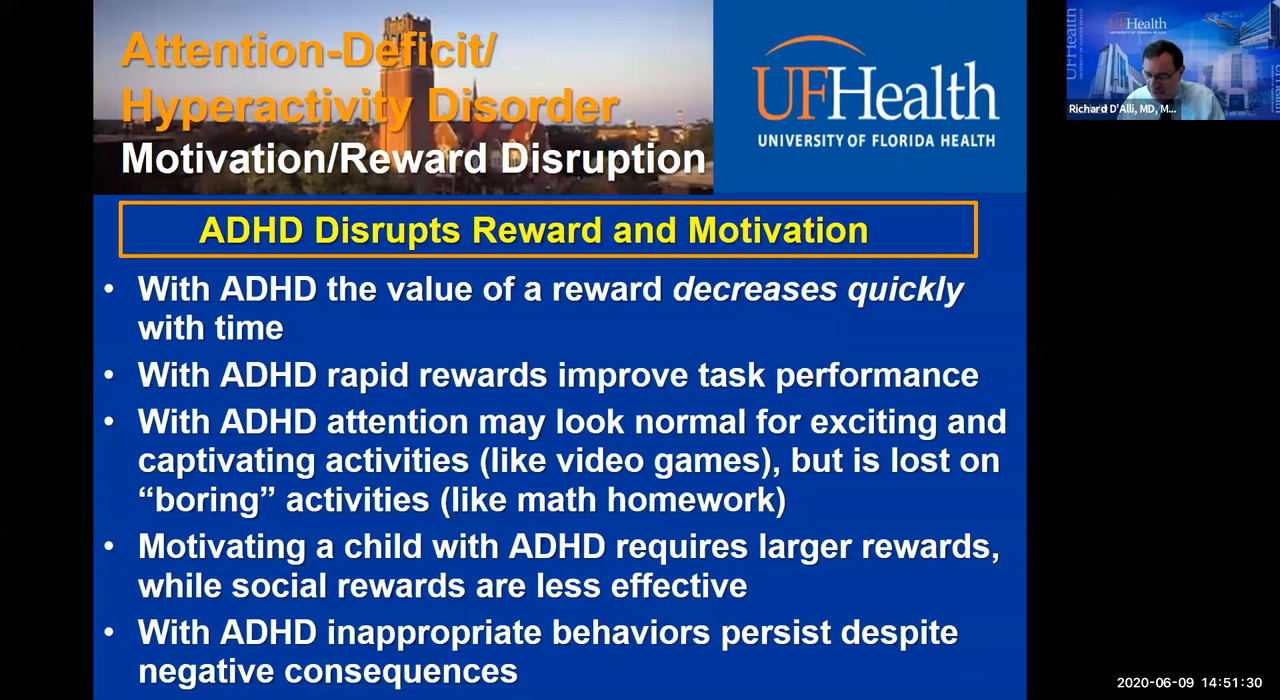 Attention-Deficit/
Hyperactivity Disorder
Motivation/Reward Disruption
UFHealth
UNIVERSITY OF FLORIDA HEALTH
UFHealth
UFHealth
Richard D'Alli, MD, M...
ADHD Disrupts Reward and Motivation
• With ADHD the value of a reward decreases quickly
with time
• With ADHD rapid rewards improve task performance
• With ADHD attention may look normal for exciting and
captivating activities (like video games), but is lost on
“boring” activities (like math homework)
• Motivating a child with ADHD requires larger rewards,
while social rewards are less effective
• With ADHD inappropriate behaviors persist despite
negative consequences
2020-06-09 14:51:30